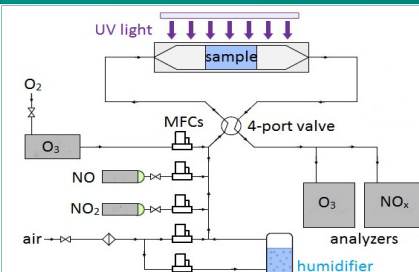 UV light
sample
O₂
MFCs
4-port valve
O₃
NO
NO₂
O₃
NOₓ
air
analyzers
humidifier